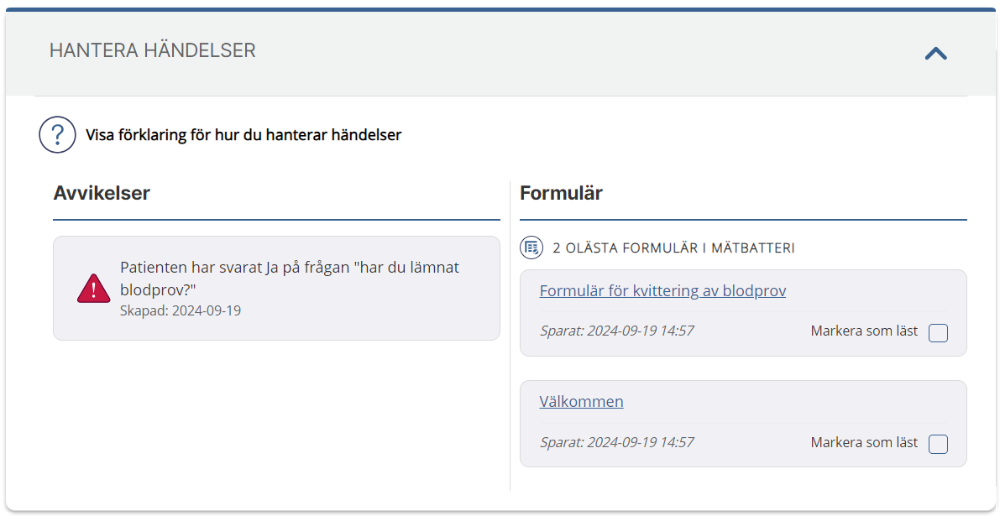 HANTERA HÄNDELSER
? Visa förklaring för hur du hanterar händelser
Avvikelser
Patienten har svarat Ja på frågan "har du lämnat
blodprov?"
Skapad: 2024-09-19
Formulär
2 OLÄSTA FORMULÄR I MÄTBATTERI
Formulär för kvittering av blodprov
Sparat: 2024-09-19 14:57 Markera som läst
Välkommen
Sparat: 2024-09-19 14:57 Markera som läst